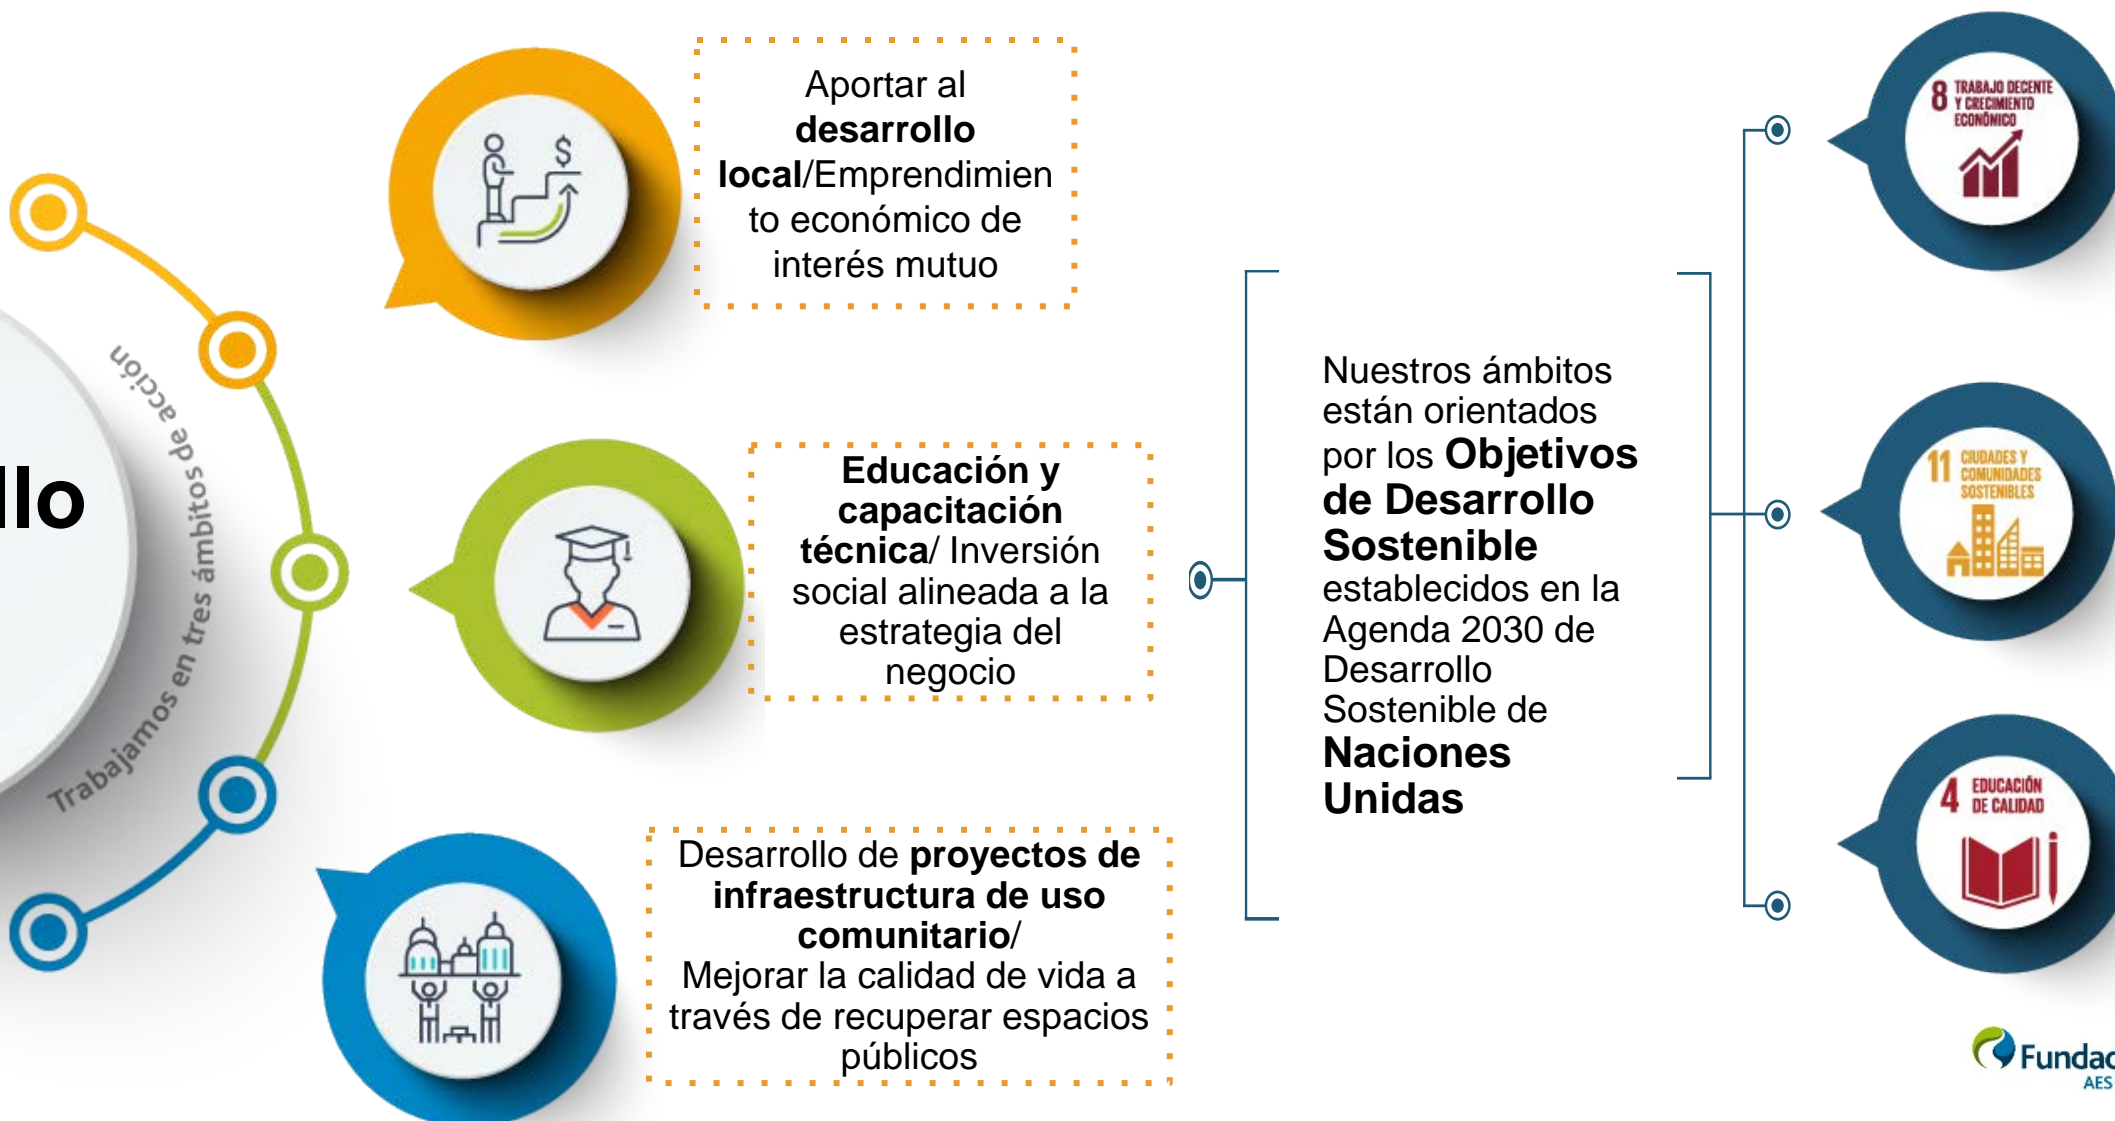 llo
Trabajamos en tres ámbitos de acción
$
Aportar al
desarrollo
local/Emprendimien
to económico de
interés mutuo
Educación y
capacitación
técnica/ Inversión
social alineada a la
estrategia del
negocio
Desarrollo de proyectos de
infraestructura de uso
comunitario/
Mejorar la calidad de vida a
través de recuperar espacios
públicos
Nuestros ámbitos
están orientados
por los Objetivos
de Desarrollo
Sostenible
establecidos en la
Agenda 2030 de
Desarrollo
Sostenible de
Naciones
Unidas
8 TRABAJO DECENTE
Y CRECIMIENTO
ECONÓMICO
11 CIUDADES Y
COMUNIDADES
SOSTENIBLES
4 EDUCACIÓN
DE CALIDAD
Fundac
AES